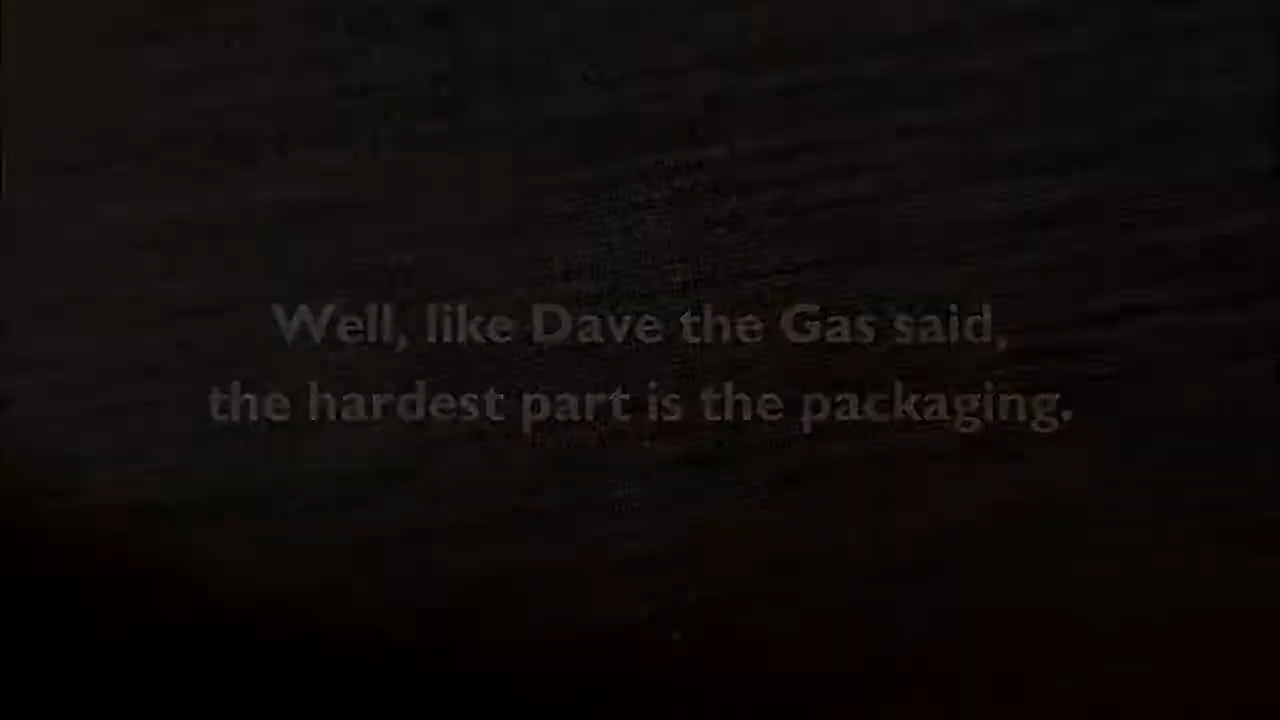 Well, like Dave the Gas said,
the hardest part is the packaging.